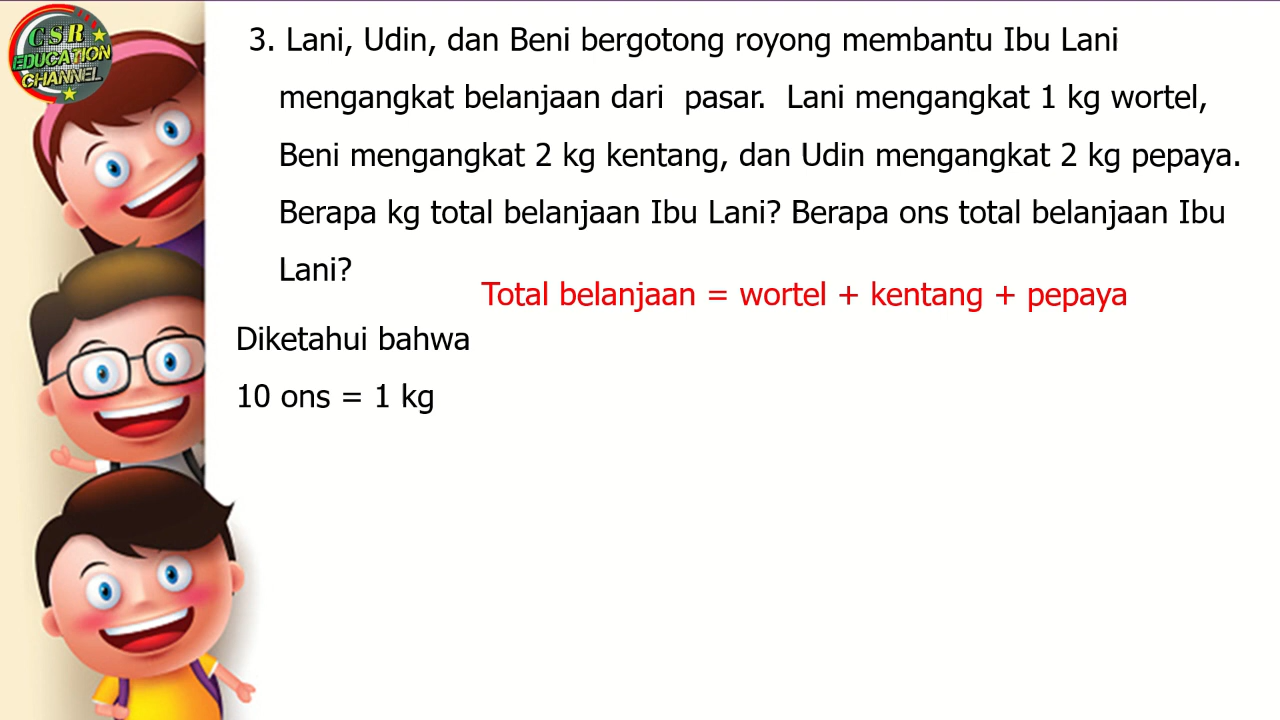 CSR
EDUCATION
CHANNEL
3. Lani, Udin, dan Beni bergotong royong membantu Ibu Lani
mengangkat belanjaan dari pasar. Lani mengangkat 1 kg wortel,
Beni mengangkat 2 kg kentang, dan Udin mengangkat 2 kg pepaya.
Berapa kg total belanjaan Ibu Lani? Berapa ons total belanjaan Ibu
Lani?
Total belanjaan = wortel + kentang + pepaya
Diketahui bahwa
10 ons = 1 kg